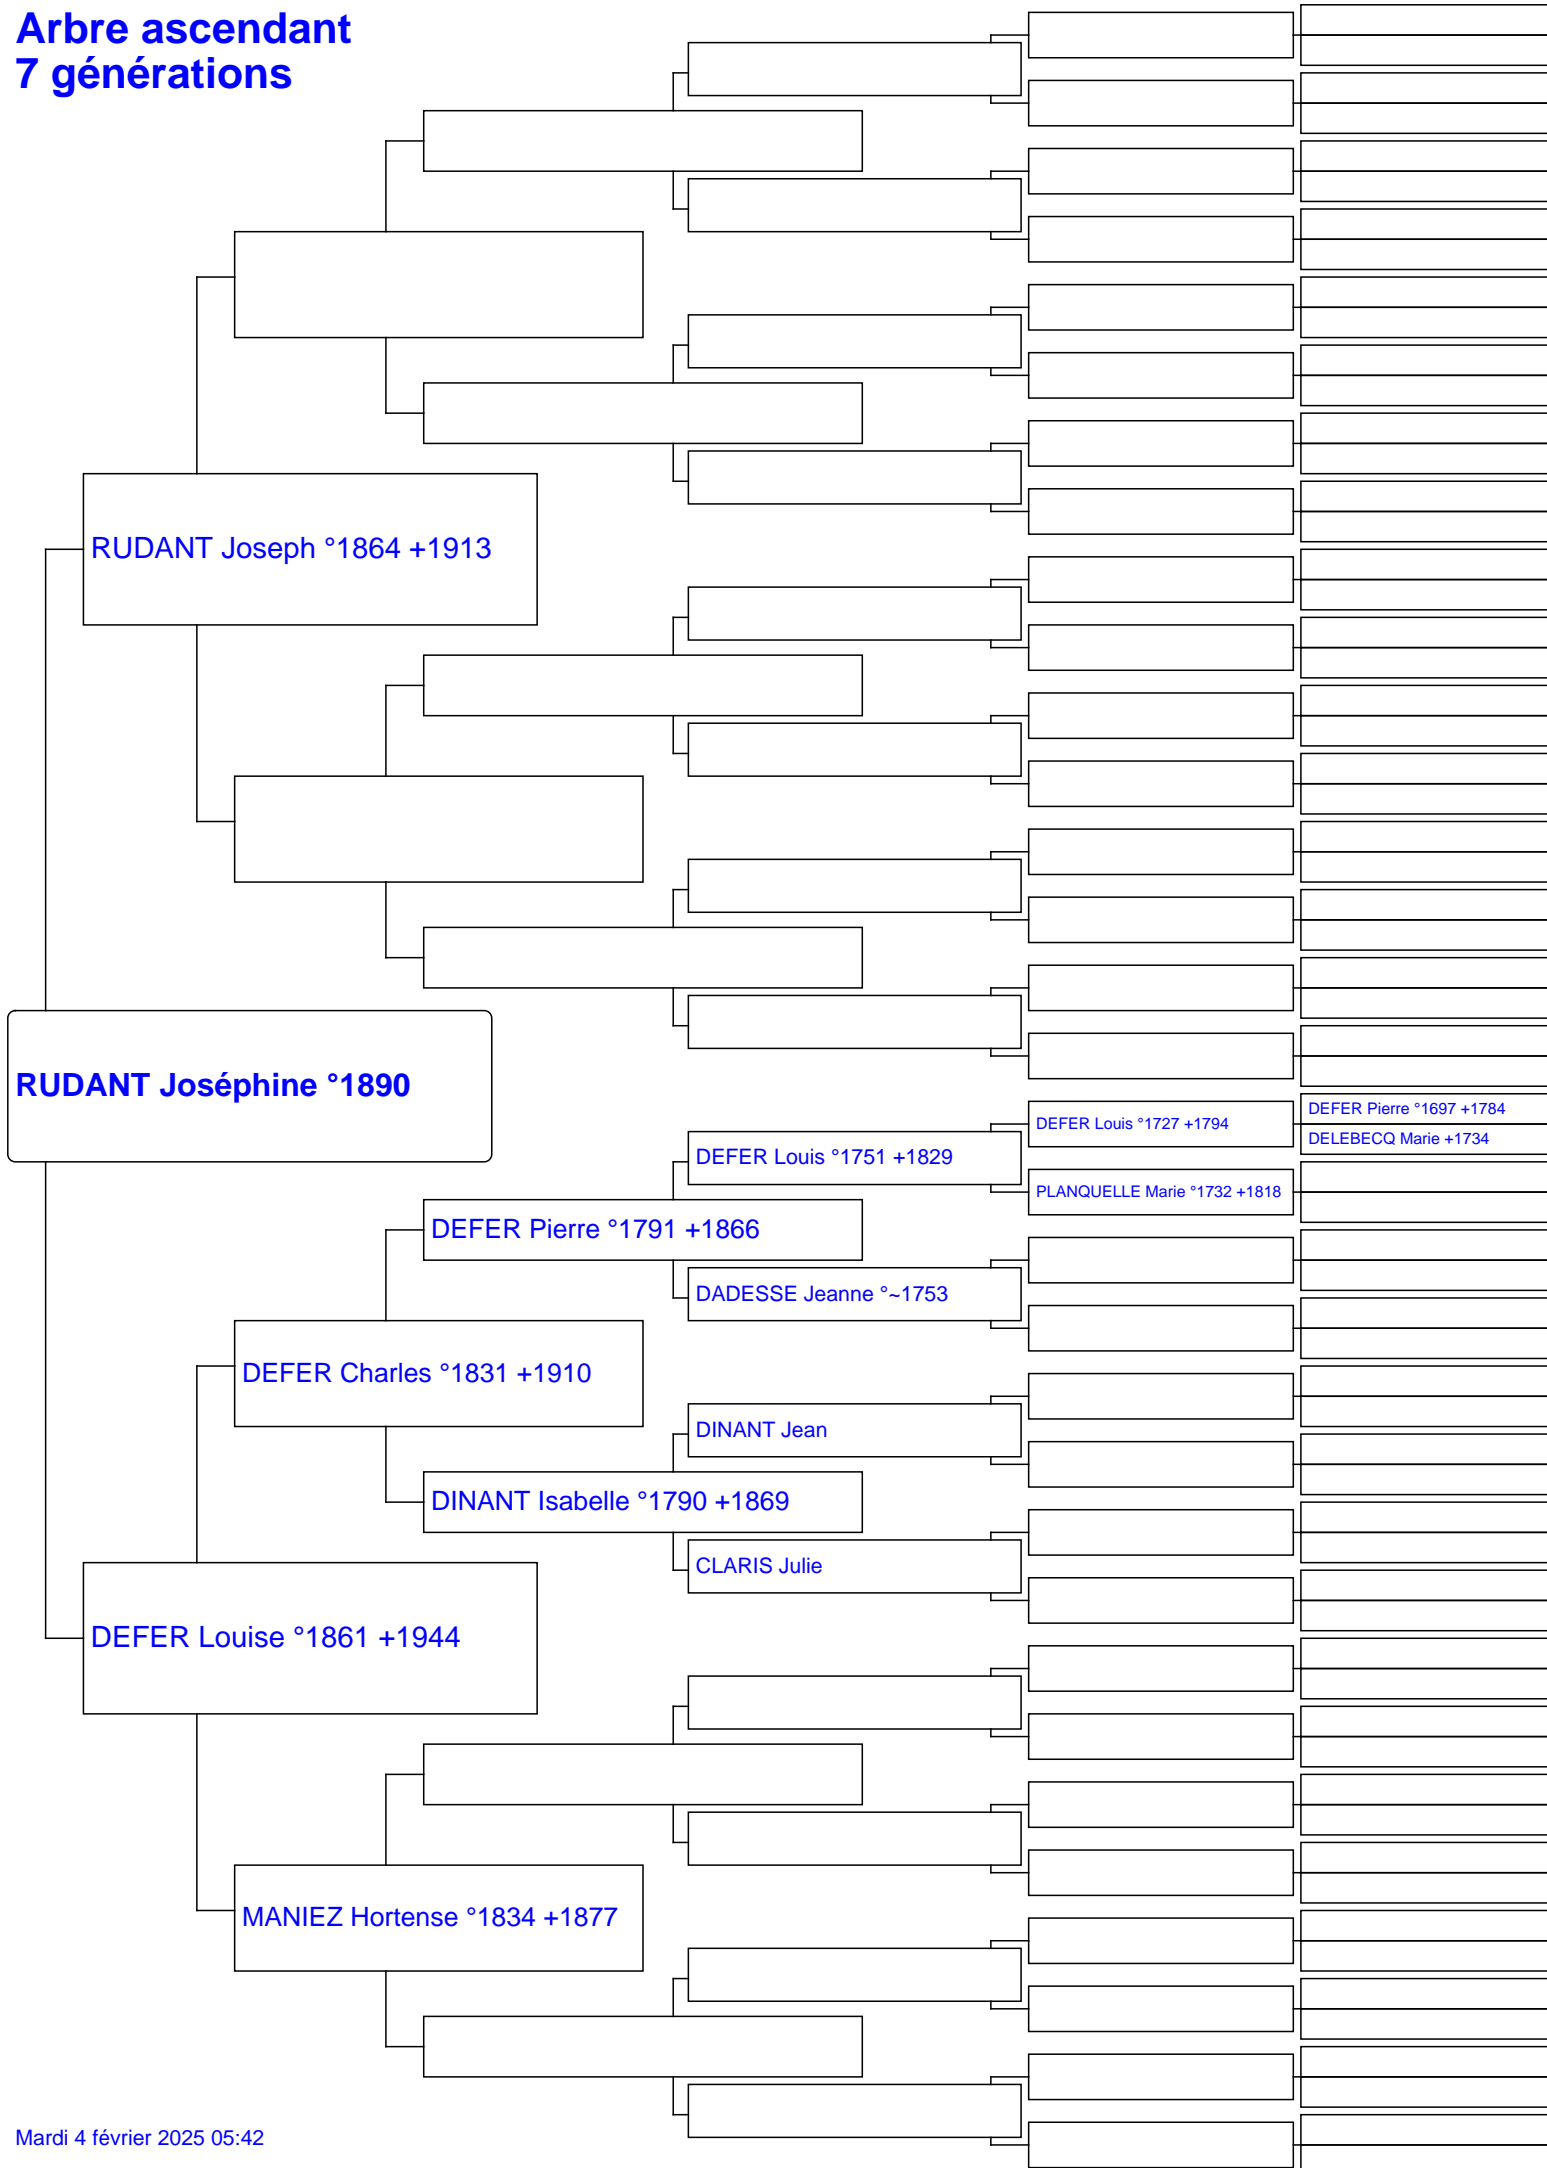 Arbre ascendant
7 générations
RUDANT Joseph °1864 +1913
RUDANT Joséphine °1890
DEFER Pierre °1697 +1784
DEFER Louis °1727 +1794
DELEBECQ Marie +1734
DEFER Louis °1751 +1829
PLANQUELLE Marie °1732 +1818
DEFER Pierre °1791 +1866
DADESSE Jeanne °~1753
DEFER Charles °1831 +1910
DINANT Jean
DINANT Isabelle °1790 +1869
CLARIS Julie
DEFER Louise °1861 +1944
MANIEZ Hortense °1834 +1877
Mardi 4 février 2025 05:42